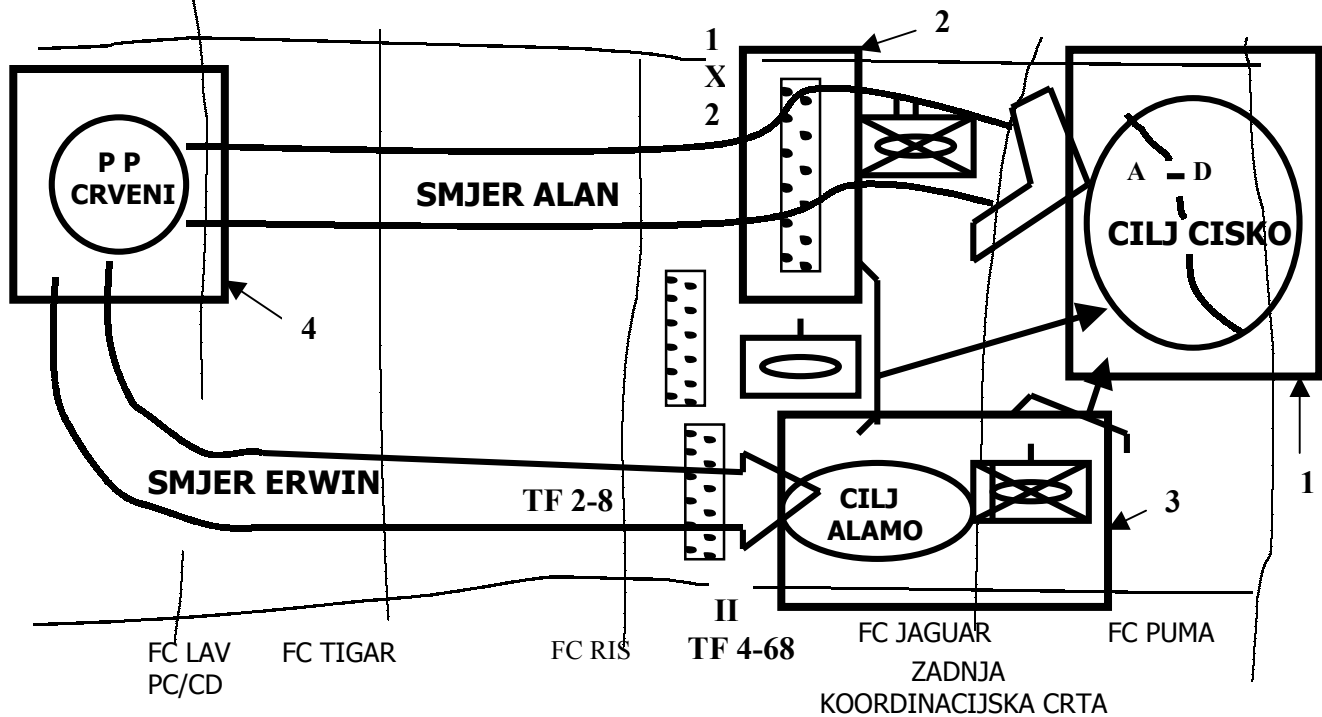 1
X
2
2
P P
CRVENI
SMJER ALAN
A
D
CILJ CISKO
4
SMJER ERWIN
TF 2-8
CILJ
ALAMO
3
1
II
TF 4-68
FC LAV
PC/CD
FC TIGAR
FC RIS
FC JAGUAR
ZADNJA
KOORDINACIJSKA CRTA
FC PUMA